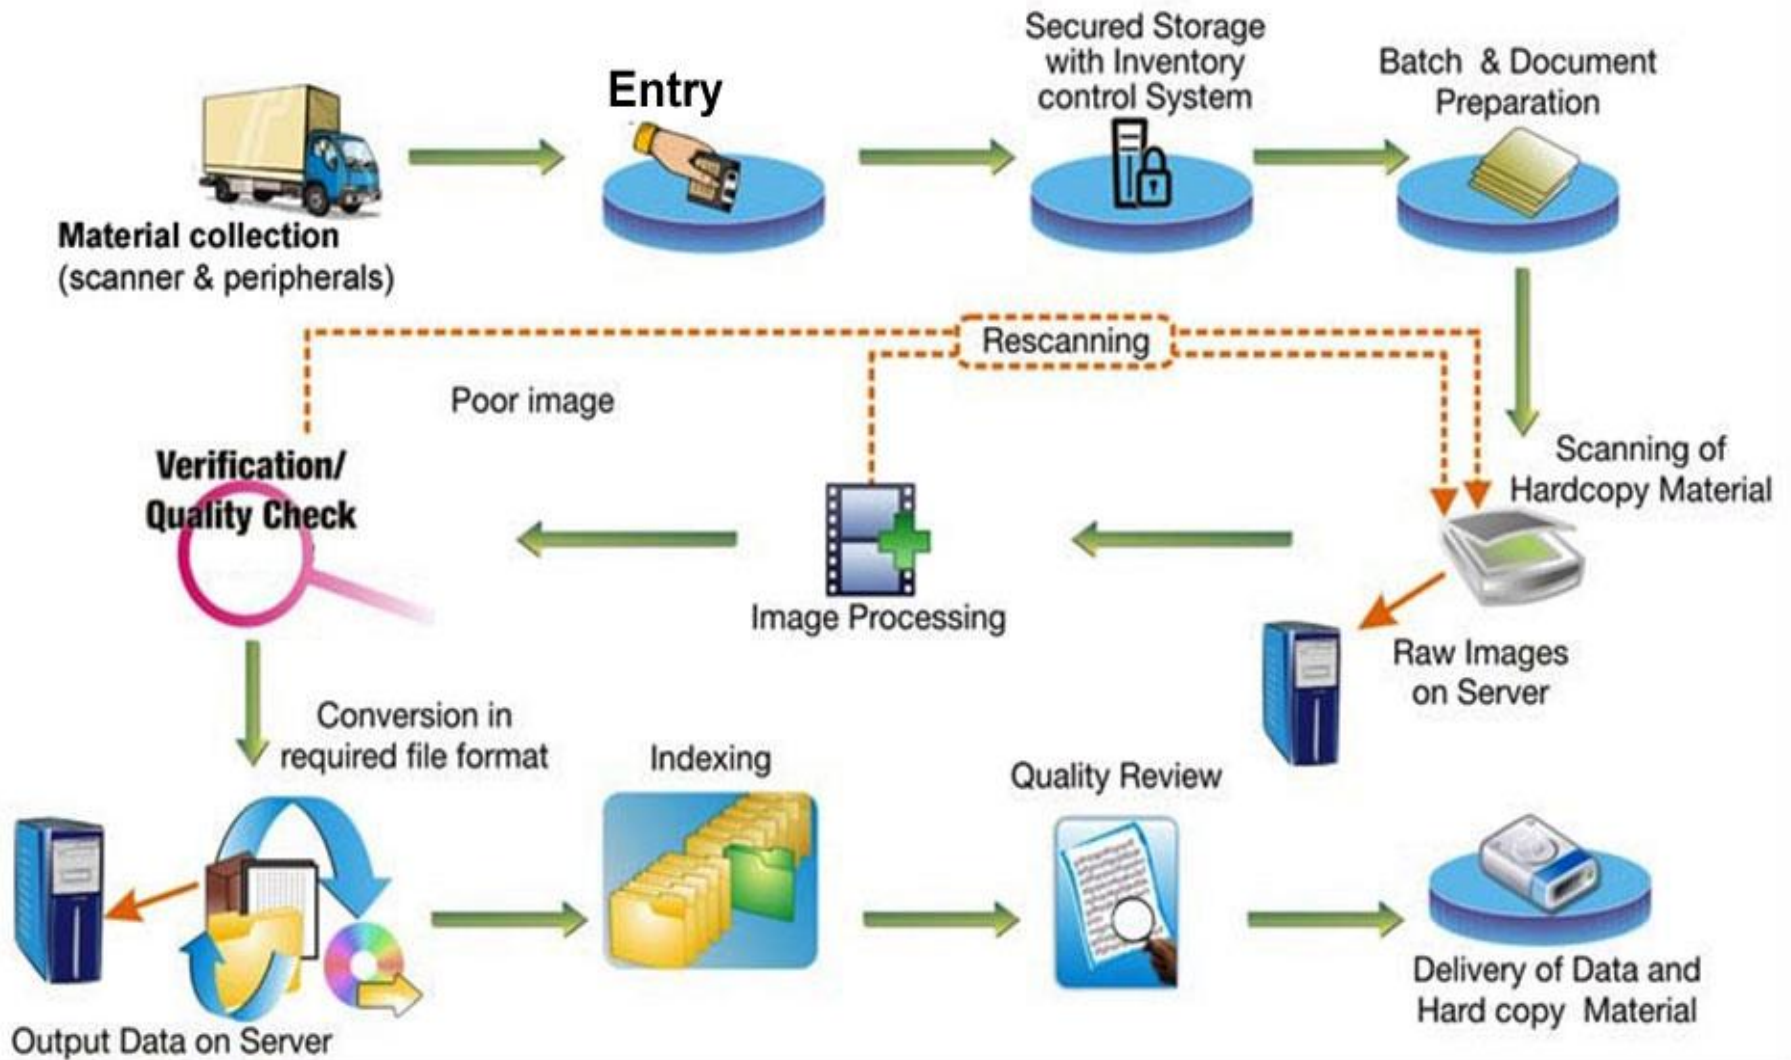 Material collection
(scanner & peripherals)
Entry
Secured Storage
with Inventory
control System
Batch & Document
Preparation
Rescanning
Poor image
Scanning of
Hardcopy Material
Verification/
Quality Check
Image Processing
Raw Images
on Server
Conversion in
required file format
Output Data on Server
Indexing
Quality Review
Delivery of Data and
Hard copy Material